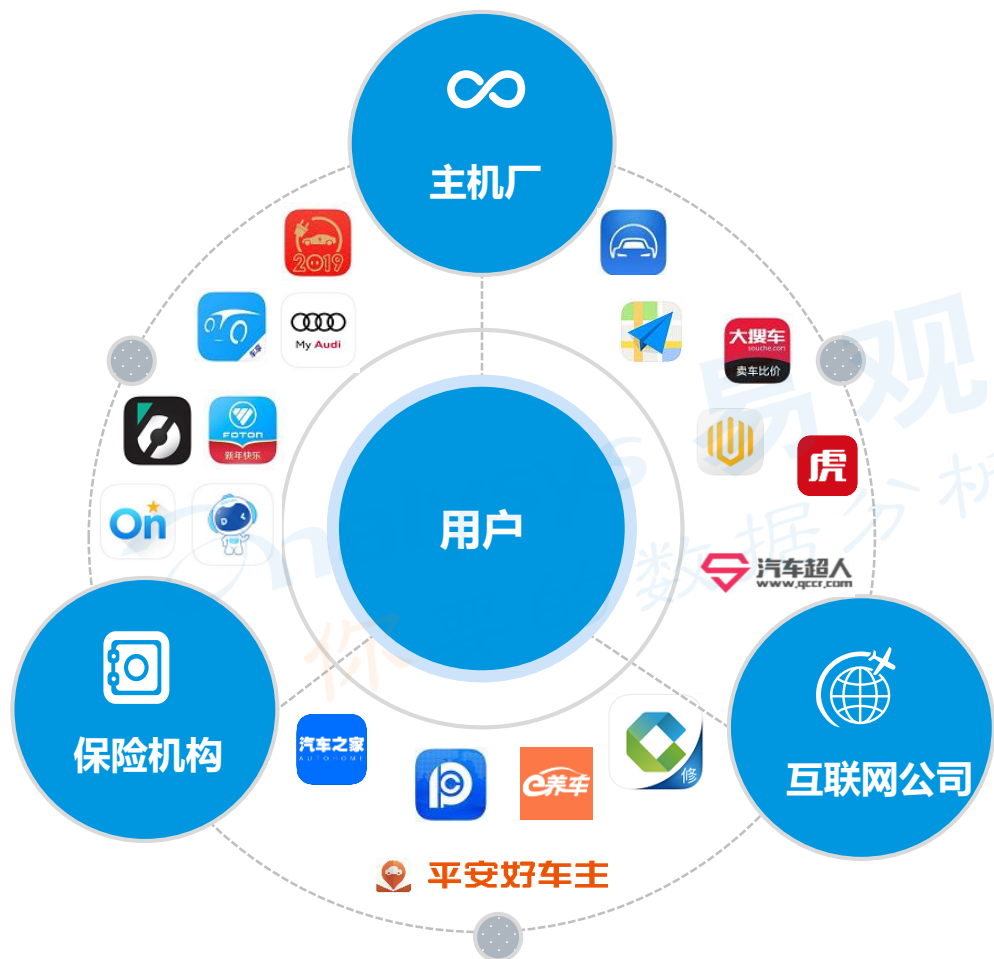 主机厂
2019
车享
My Audi
大搜车
souche.com
卖车比价
易观
FOTON
新年快乐
虎
On
用户
你
数据分析
汽车超人
www.qccr.com
保险机构
汽车之家
AUTOHOME
e养车
修
互联网公司
平安好车主